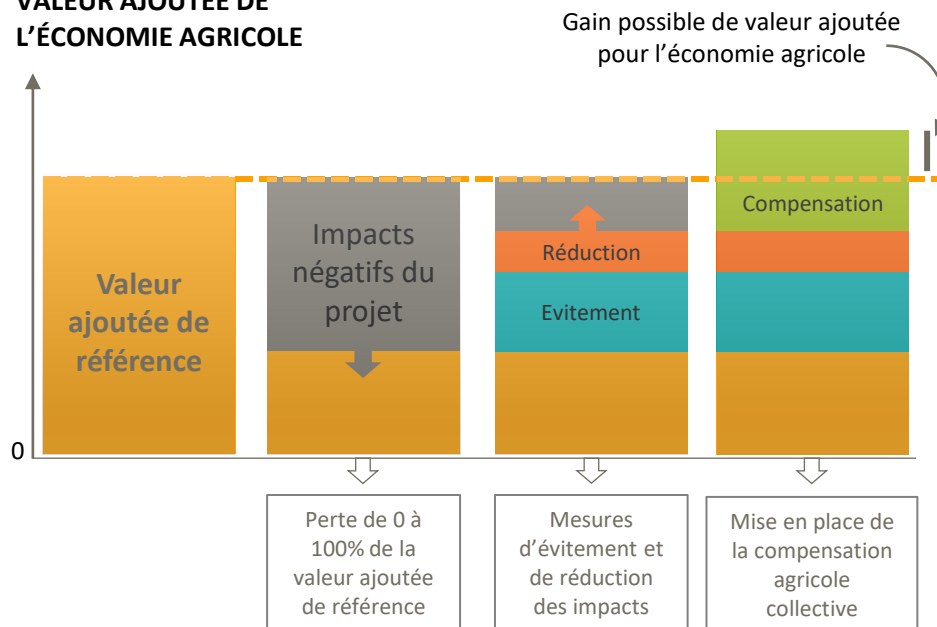 VALEUR AJOUTÉE DE
L'ÉCONOMIE AGRICOLE
Gain possible de valeur ajoutée
pour l'économie agricole
Valeur
ajoutée de
référence
Impacts
négatifs du
projet
Réduction
Evitement
Compensation
0
Perte de 0 à
100% de la
valeur ajoutée
de référence
Mesures
d'évitement et
de réduction
des impacts
Mise en place de
la compensation
agricole
collective